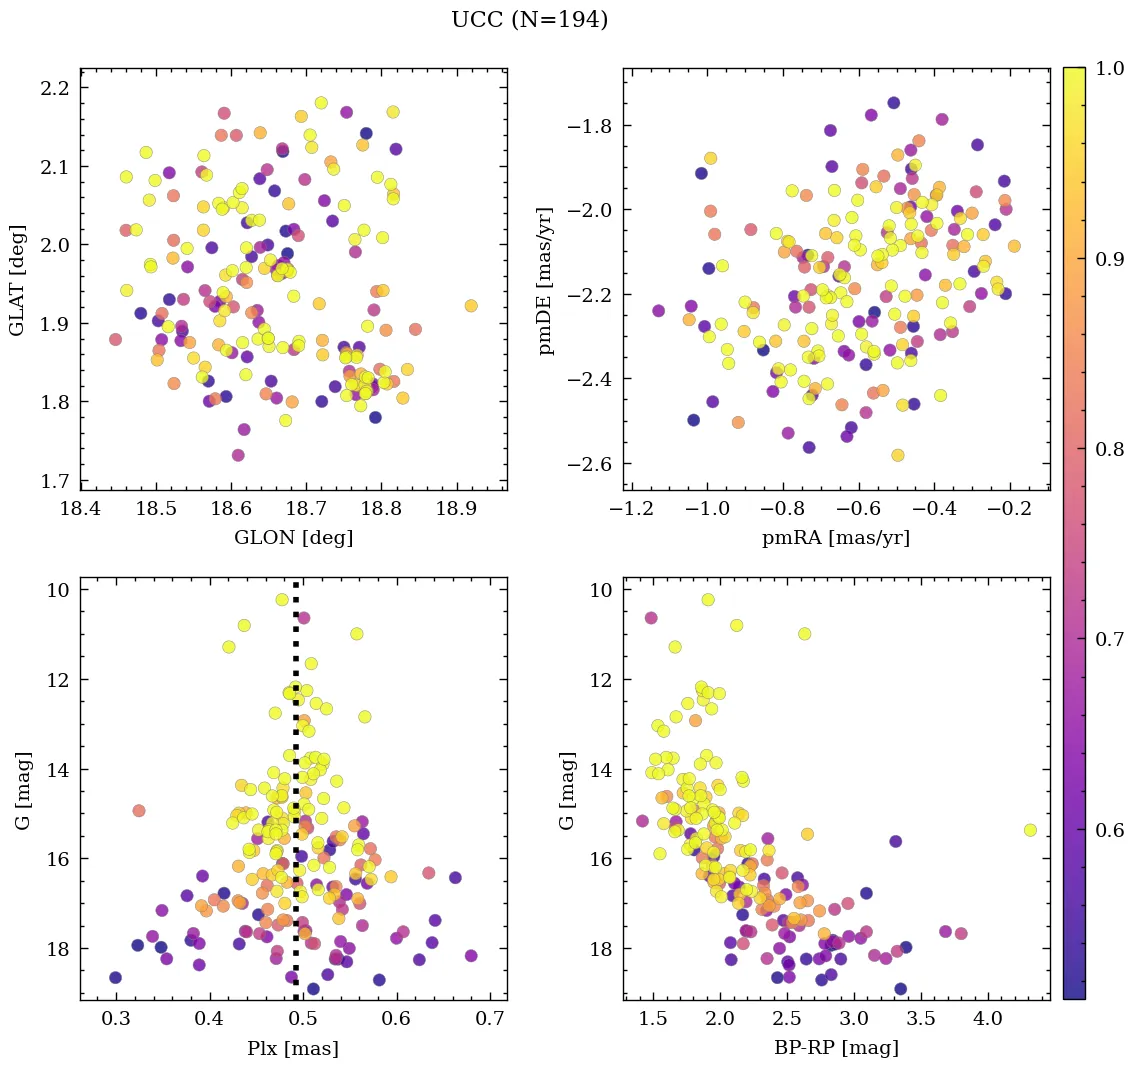 UCC (N=194)
2.2
2.1
2.0
1.9
1.8
1.7
GLAT [deg]
18.4 18.5 18.6 18.7 18.8 18.9
GLON [deg]
−1.8
−2.0
−2.2
−2.4
−2.6
pmDE [mas/yr]
−1.2 −1.0 −0.8 −0.6 −0.4 −0.2
pmRA [mas/yr]
10
12
14
16
18
G [mag]
0.3 0.4 0.5 0.6 0.7
Plx [mas]
10
12
14
16
18
G [mag]
1.5 2.0 2.5 3.0 3.5 4.0
BP-RP [mag]
1.0
0.9
0.8
0.7
0.6